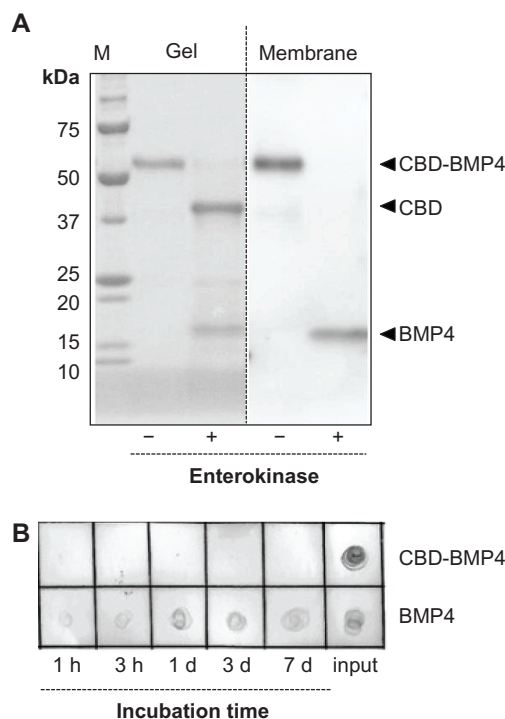 A
M Gel Membrane
kDa
75
50
37
25
20
15
10
CBD-BMP4
CBD
BMP4
− + − +
Enterokinase
B
CBD-BMP4
BMP4
1 h 3 h 1 d 3 d 7 d input
Incubation time